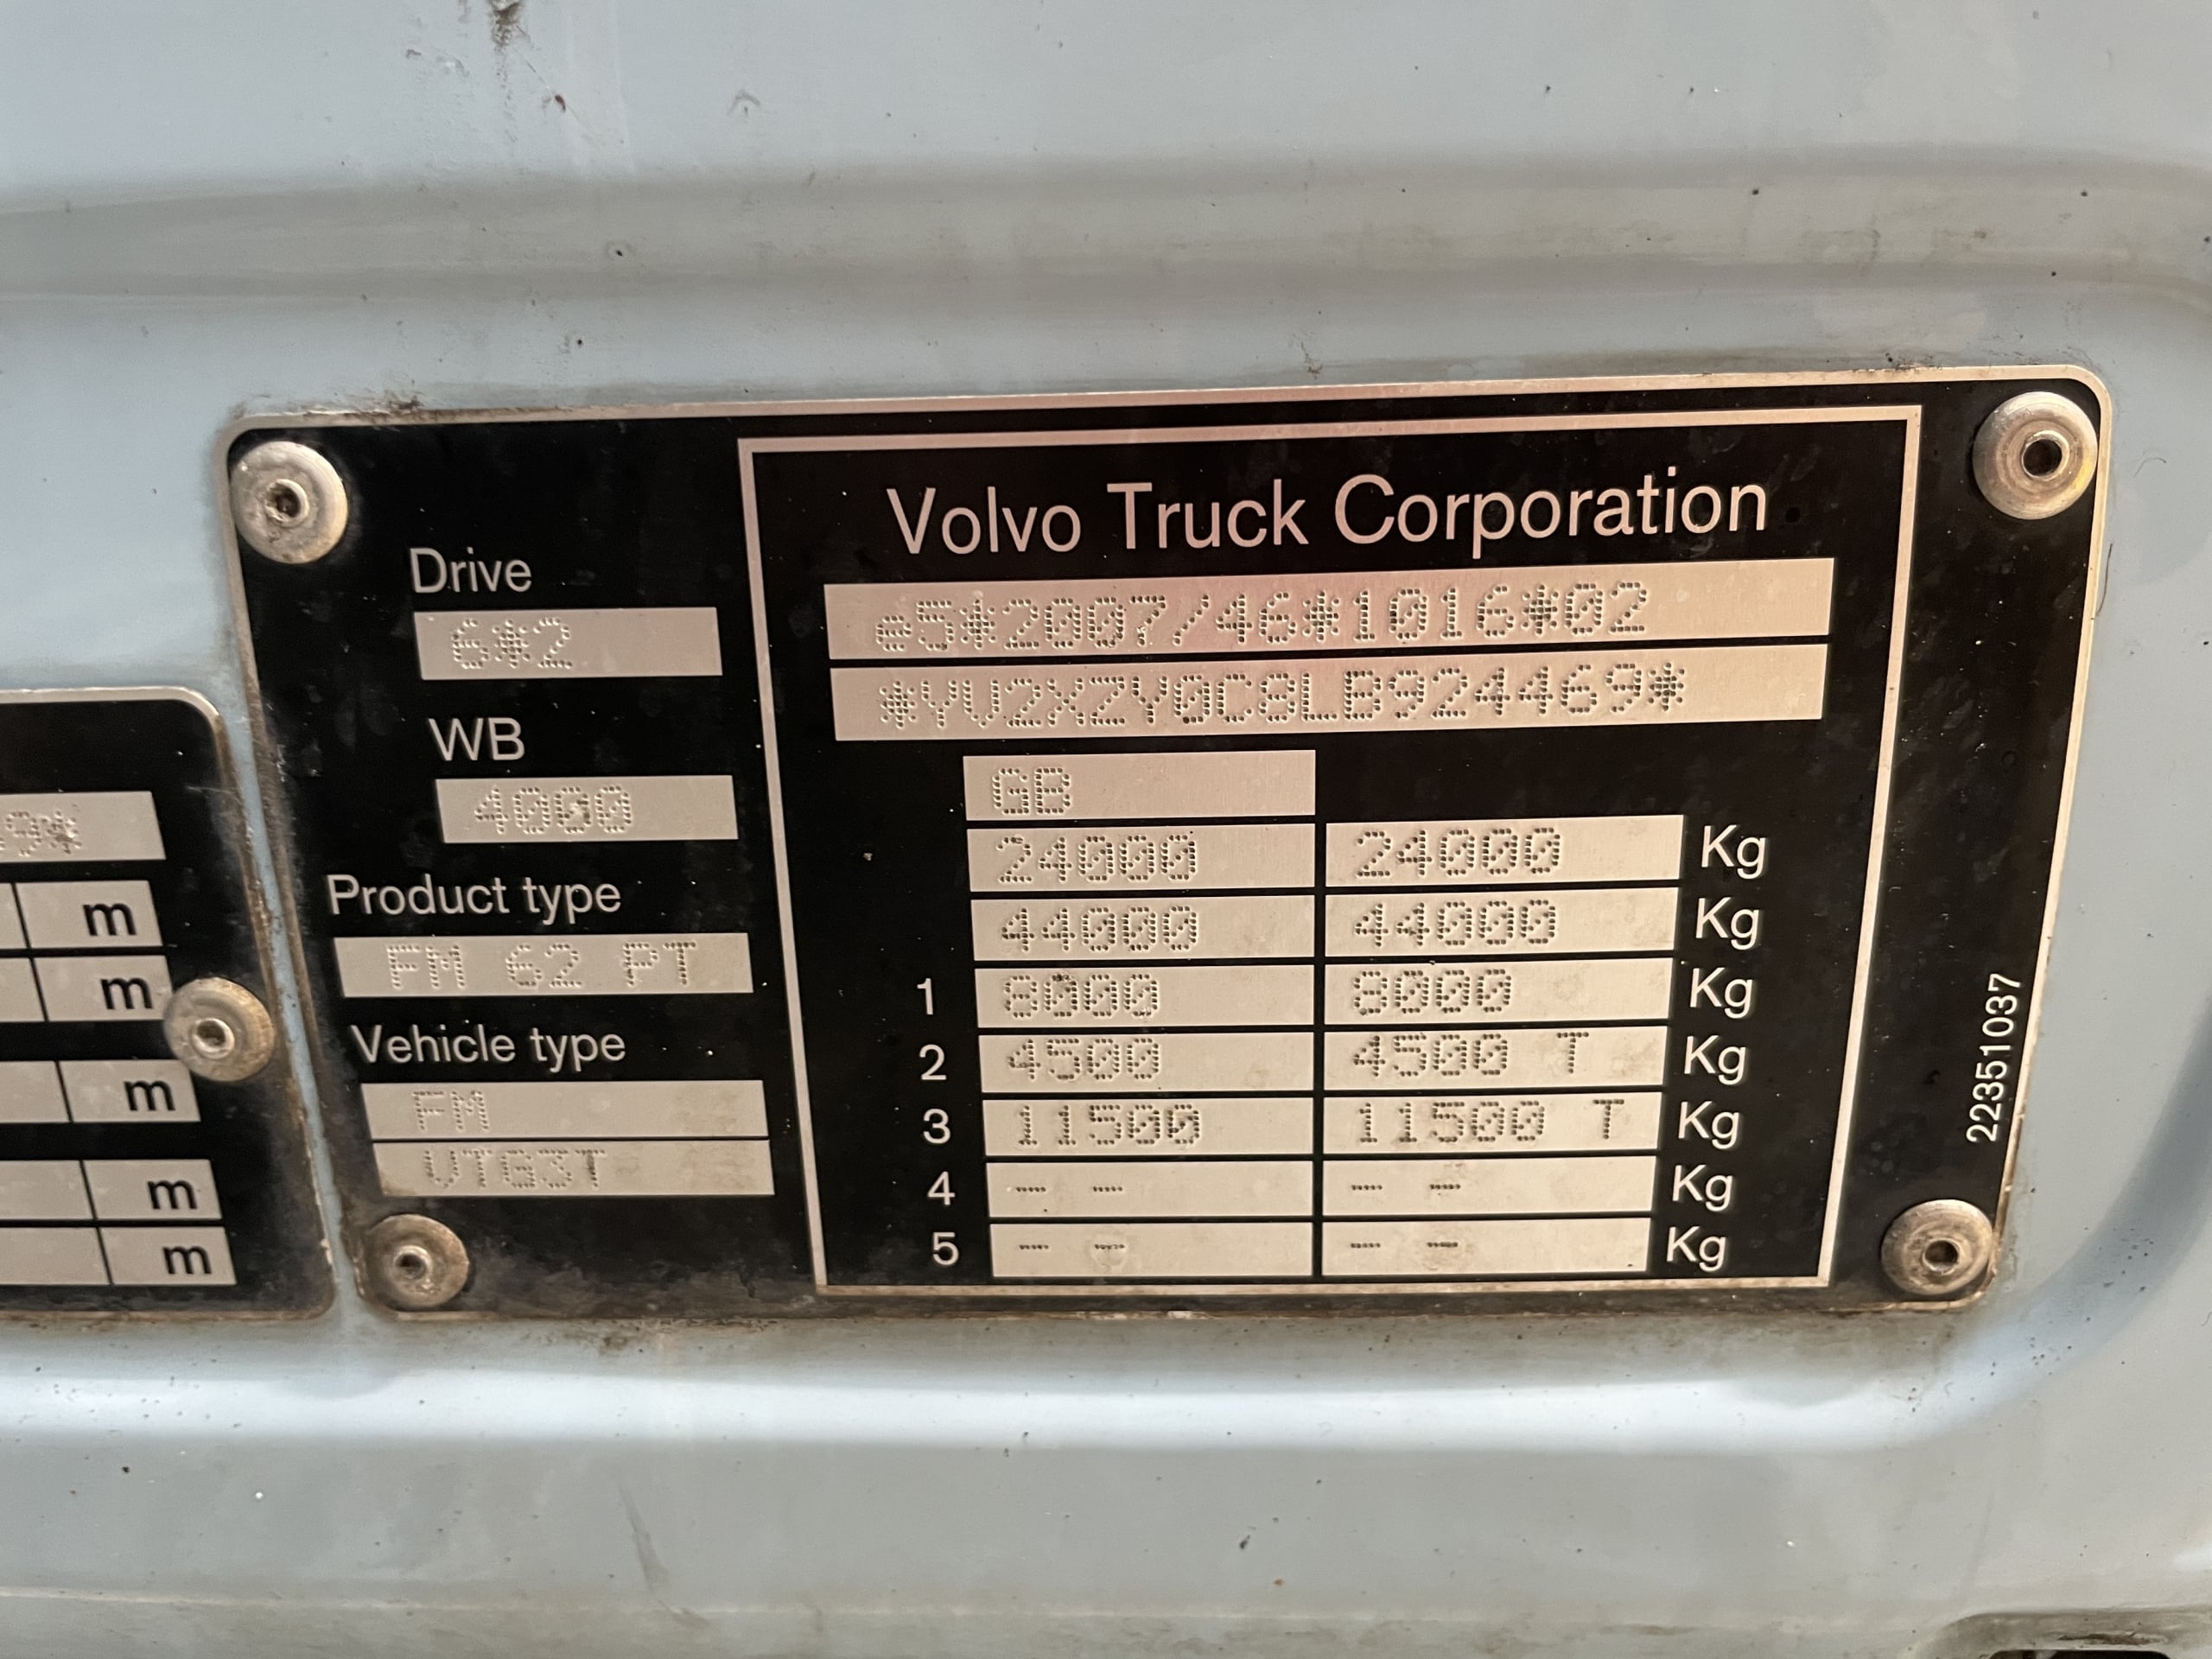 Volvo Truck Corporation
e5*2007/46*1016*02
*YV2XZY0C8LB924469*
Drive
6*2
WB
4000
Product type
FM 62 PT
Vehicle type
FM
VTG3T
GB
24000 24000 Kg
44000 44000 Kg
1 8000 8000 Kg
2 4500 4500 T Kg
3 11500 11500 T Kg
4 -- -- -- -- Kg
5 -- -- -- -- Kg
22351037
9*
m
m
m
m
m